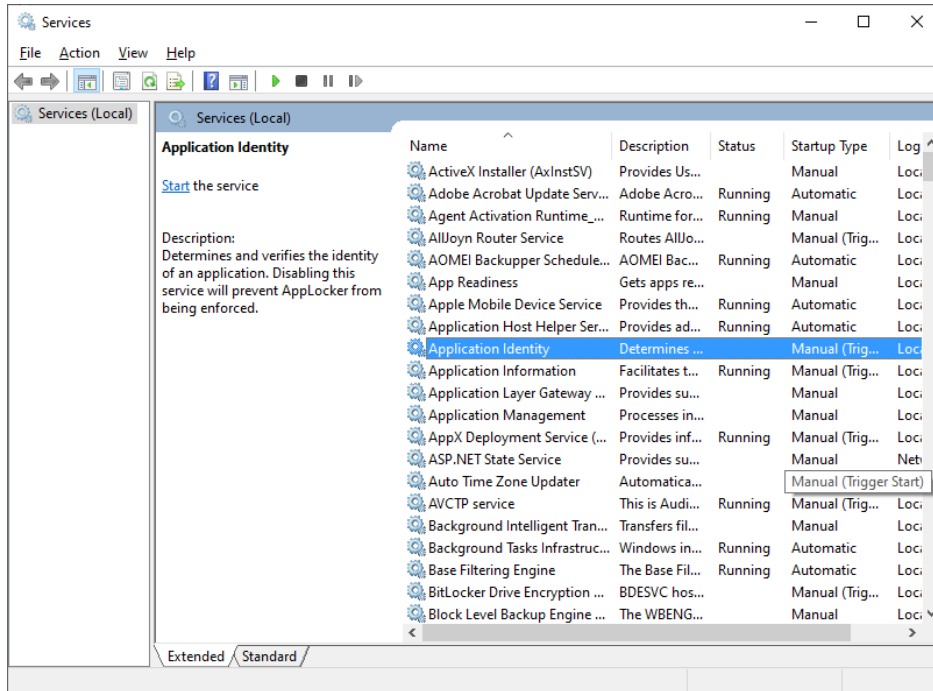 Services
File Action View Help
Services (Local)
Services (Local)
Application Identity
Start the service
Description:
Determines and verifies the identity
of an application. Disabling this
service will prevent AppLocker from
being enforced.
Name Description Status Startup Type Log
ActiveX Installer (AxInstSV) Provides Us... Manual Loca
Adobe Acrobat Update Serv... Adobe Acro... Running Automatic Loca
Agent Activation Runtime_... Runtime for... Running Manual Loca
AllJoyn Router Service Routes AllJo... Manual (Trig... Loca
AOMEI Backupper Schedule... AOMEI Bac... Running Automatic Loca
App Readiness Gets apps re... Manual Loca
Apple Mobile Device Service Provides th... Running Automatic Loca
Application Host Helper Ser... Provides ad... Running Automatic Loca
Application Identity Determines ... Manual (Trig... Loca
Application Information Facilitates t... Running Manual (Trig... Loca
Application Layer Gateway ... Provides su... Manual Loca
Application Management Processes in... Manual Loca
AppX Deployment Service (... Provides inf... Running Manual (Trig... Loca
ASP.NET State Service Provides su... Manual Netw
Auto Time Zone Updater Automatica... Manual (Trigger Start)
AVCTP service This is Audi... Running Manual (Trig... Loca
Background Intelligent Tran... Transfers fil... Manual Loca
Background Tasks Infrastruc... Windows in... Running Automatic Loca
Base Filtering Engine The Base Fil... Running Automatic Loca
BitLocker Drive Encryption ... BDESVC hos... Manual (Trig... Loca
Block Level Backup Engine ... The WBENG... Manual Loca
Extended Standard